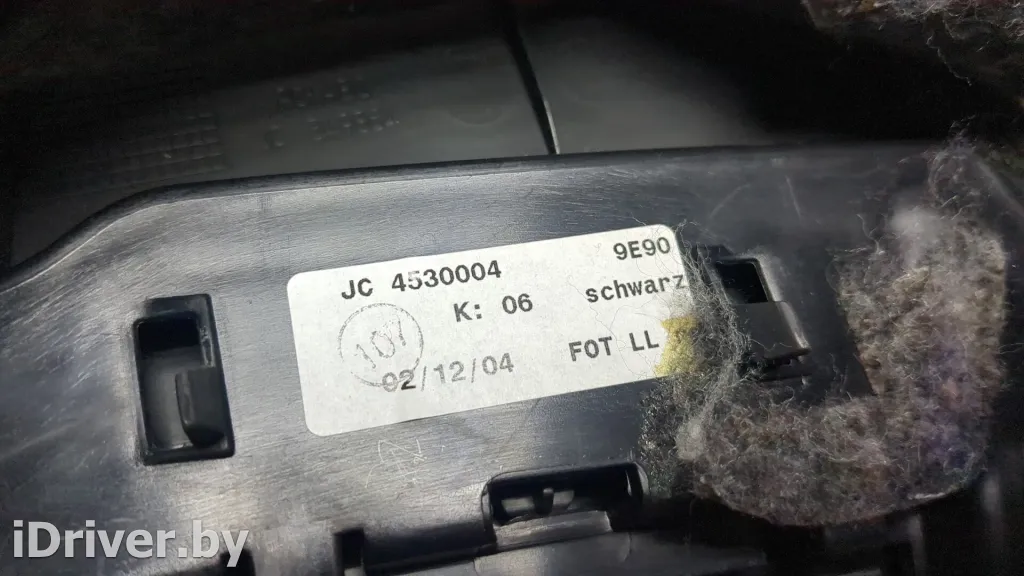 JC 4530004 9E90
K: 06 schwarz
107
02/12/04 FOT LL
iDriver.by